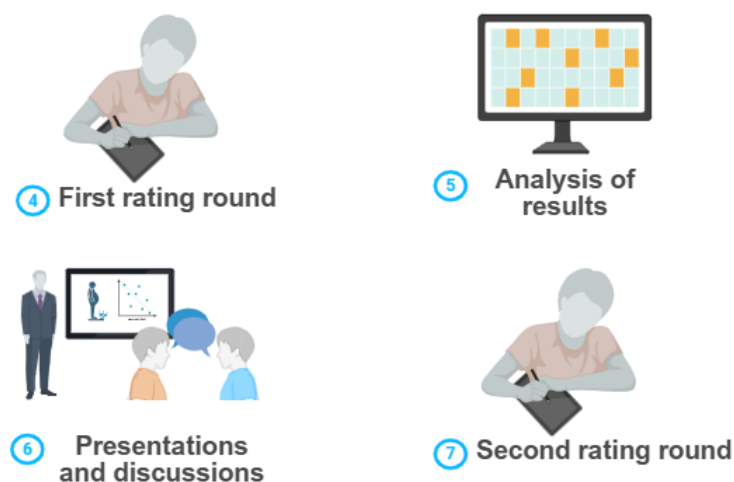 4 First rating round
5 Analysis of
results
6 Presentations
and discussions
7 Second rating round